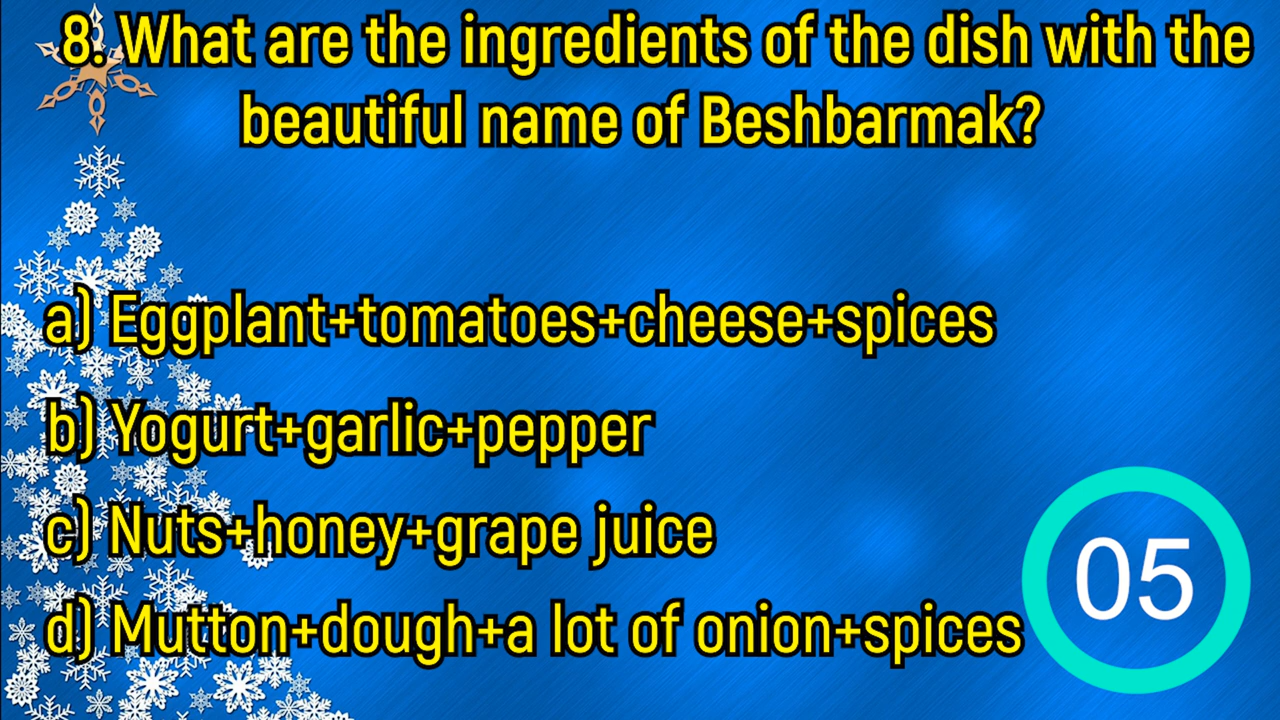 8. What are the ingredients of the dish with the
beautiful name of Beshbarmak?
a) Eggplant+tomatoes+cheese+spices
b) Yogurt+garlic+pepper
c) Nuts+honey+grape juice
d) Mutton+dough+a lot of onion+spices
05